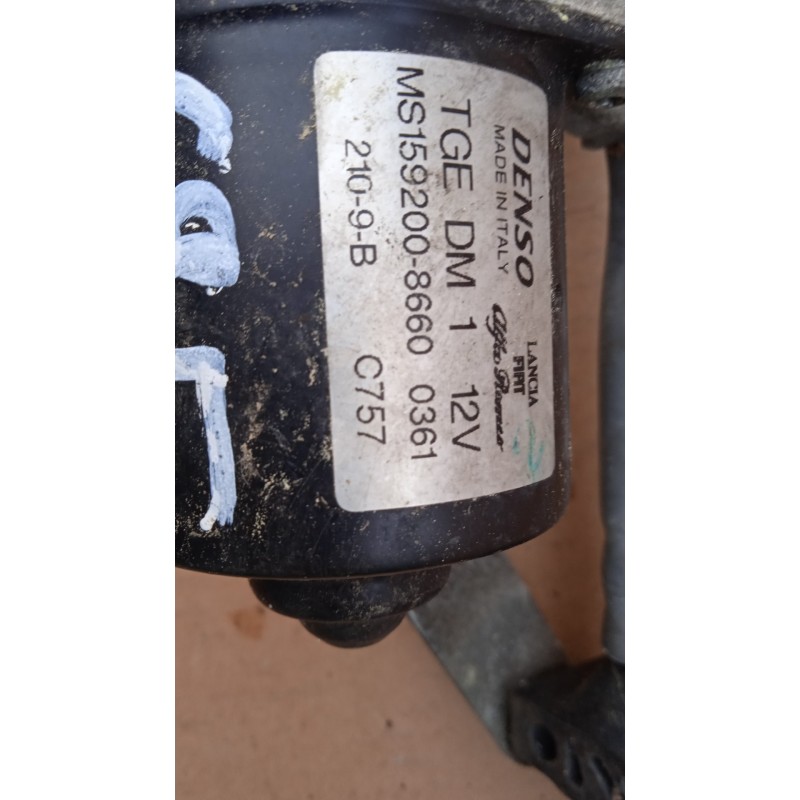 DENSO
MADE IN ITALY
LANCIA
FIAT
Alfa Romeo
TGE DM 1 12V
MS159200-8660 0361
210-9-B C757